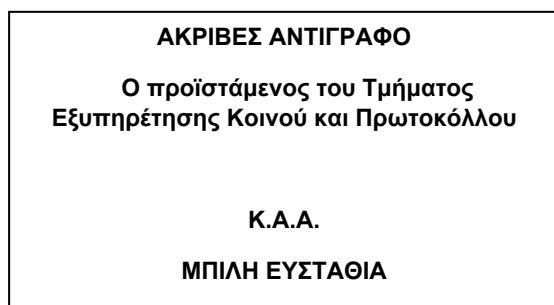 ΑΚΡΙΒΕΣ ΑΝΤΙΓΡΑΦΟ
Ο προϊστάμενος του Τμήματος
Εξυπηρέτησης Κοινού και Πρωτοκόλλου
Κ.Α.Α.
ΜΠΙΛΗ ΕΥΣΤΑΘΙΑ